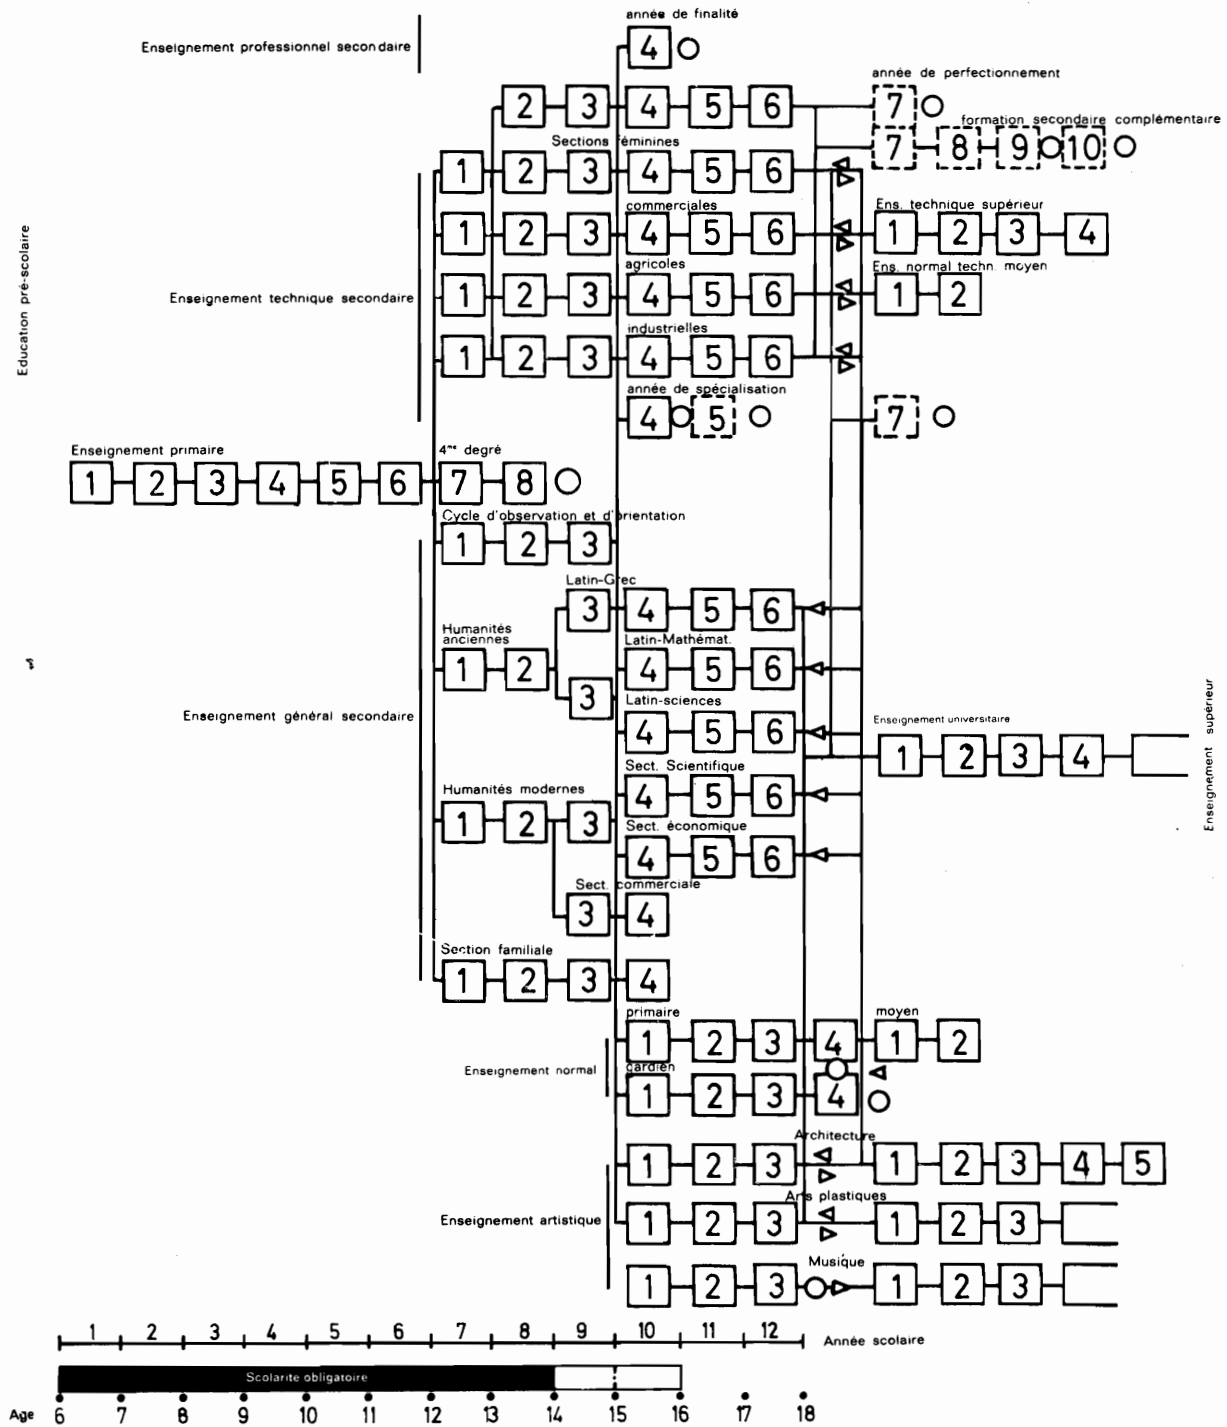 année de finalité
Enseignement professionnel secondaire
4
année de perfectionnement
2 3 4 5 6 7
formation secondaire complémentaire
7 8 9 10
Sections féminines
1 2 3 4 5 6
commerciales
Ens. technique supérieur
1 2 3 4 5 6 1 2 3 4
agricoles
Ens. normal techn. moyen
Enseignement technique secondaire
1 2 3 4 5 6 1 2
industrielles
1 2 3 4 5 6
année de spécialisation
4 5 7
Education pré-scolaire
Enseignement primaire
4me degré
1 2 3 4 5 6 7 8
Cycle d'observation et d'orientation
1 2 3
Latin-Grec
3 4 5 6
Humanités
anciennes
Latin-Mathémat.
1 2 4 5 6
3
Latin-sciences
Enseignement général secondaire
4 5 6
Enseignement universitaire
1 2 3 4
Enseignement supérieur
Sect. Scientifique
4 5 6
Humanités modernes
1 2 3
Sect. économique
4 5 6
Sect. commerciale
3 4
Section familiale
1 2 3 4
primaire
moyen
1 2 3 4 1 2
Enseignement normal
gardien
1 2 3 4
Architecture
1 2 3 1 2 3 4 5
Arts plastiques
Enseignement artistique
1 2 3 1 2 3
Musique
1 2 3 1 2 3
1 2 3 4 5 6 7 8 9 10 11 12 Année scolaire
Scolarite obligatoire
Age 6 7 8 9 10 11 12 13 14 15 16 17 18